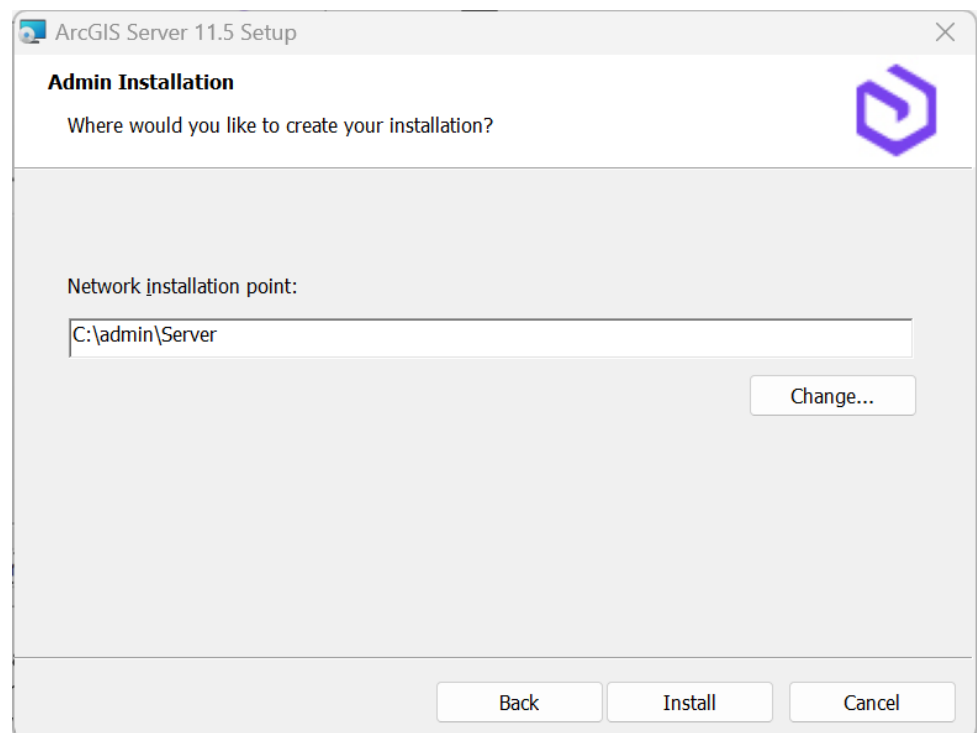 ArcGIS Server 11.5 Setup
Admin Installation
Where would you like to create your installation?
Network installation point:
C:\admin\Server
Change...
Back
Install
Cancel